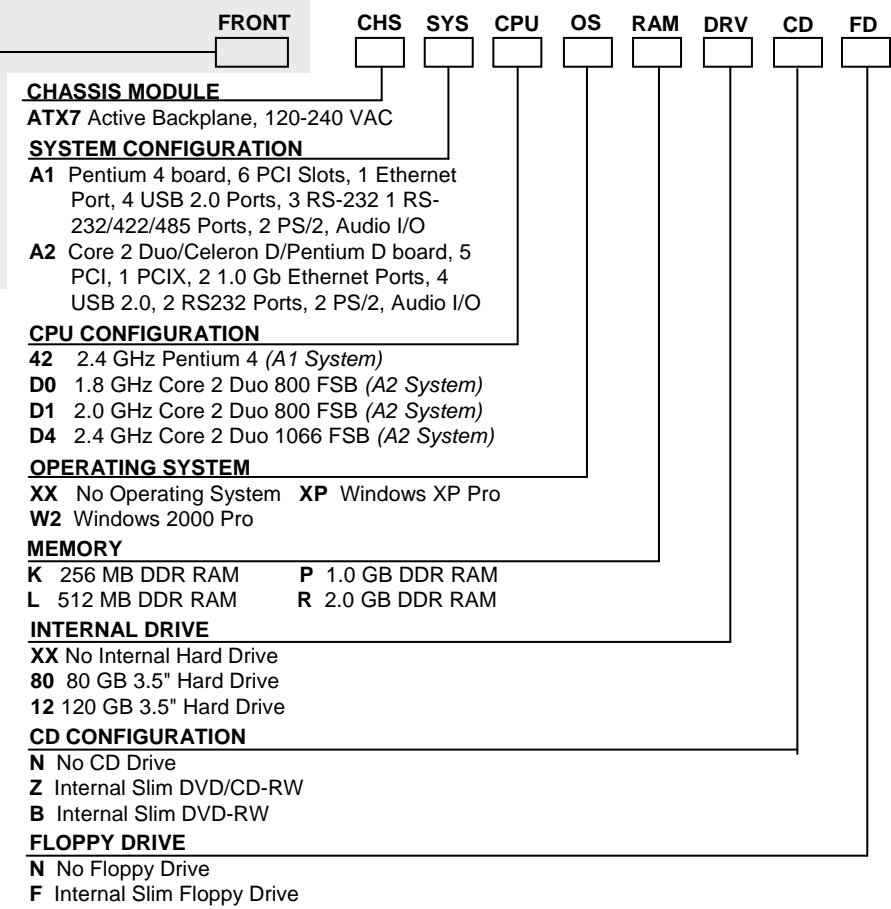 FRONT CHS SYS CPU OS RAM DRV CD FD
CHASSIS MODULE
ATX7 Active Backplane, 120-240 VAC
SYSTEM CONFIGURATION
A1 Pentium 4 board, 6 PCI Slots, 1 Ethernet
Port, 4 USB 2.0 Ports, 3 RS-232 1 RS-
232/422/485 Ports, 2 PS/2, Audio I/O
A2 Core 2 Duo/Celeron D/Pentium D board, 5
PCI, 1 PCIX, 2 1.0 Gb Ethernet Ports, 4
USB 2.0, 2 RS232 Ports, 2 PS/2, Audio I/O
CPU CONFIGURATION
42 2.4 GHz Pentium 4 (A1 System)
D0 1.8 GHz Core 2 Duo 800 FSB (A2 System)
D1 2.0 GHz Core 2 Duo 800 FSB (A2 System)
D4 2.4 GHz Core 2 Duo 1066 FSB (A2 System)
OPERATING SYSTEM
XX No Operating System XP Windows XP Pro
W2 Windows 2000 Pro
MEMORY
K 256 MB DDR RAM P 1.0 GB DDR RAM
L 512 MB DDR RAM R 2.0 GB DDR RAM
INTERNAL DRIVE
XX No Internal Hard Drive
80 80 GB 3.5" Hard Drive
12 120 GB 3.5" Hard Drive
CD CONFIGURATION
N No CD Drive
Z Internal Slim DVD/CD-RW
B Internal Slim DVD-RW
FLOPPY DRIVE
N No Floppy Drive
F Internal Slim Floppy Drive